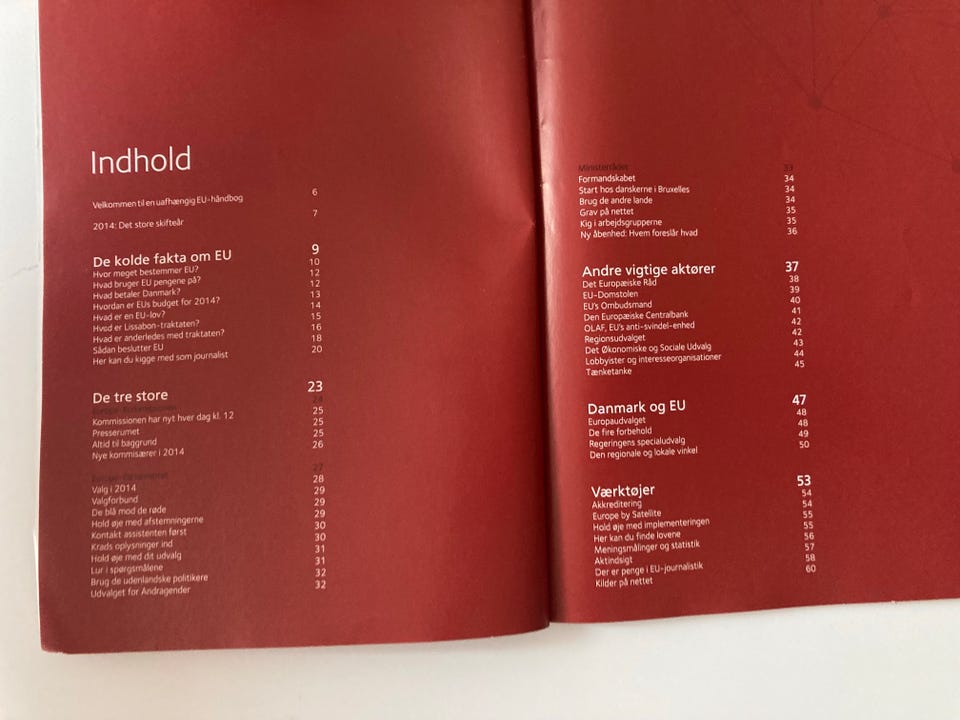 Indhold
Velkommen til en uafhængig EU-håndbog 6
2014: Det store skifteår 7
De kolde fakta om EU 9
Hvor meget bestemmer EU? 10
Hvad bruger EU pengene på? 12
Hvad betaler Danmark? 12
Hvordan er EUs budget for 2014? 13
Hvad er en EU-lov? 14
Hvad er Lissabon-traktaten? 15
Hvad er anderledes med traktaten? 16
Sådan beslutter EU 18
Her kan du kigge med som journalist 20
De tre store 23
Europa-Kommissionen 24
Kommissionen har nyt hver dag kl. 12 25
Presserumet 25
Altid til baggrund 25
Nye kommisærer i 2014 26
Europa-Parlamentet 27
Valg i 2014 28
Valgforbund 29
De blå mod de røde 29
Hold øje med afstemningerne 29
Kontakt assistenten først 30
Krads oplysninger ind 30
Hold øje med dit udvalg 31
Lur i spørgsmålene 31
Brug de udenlandske politikere 32
Udvalget for Andragender 32
Ministerrådet 33
Formandskabet 34
Start hos danskerne i Bruxelles 34
Brug de andre lande 34
Grav på nettet 35
Kig i arbejdsgrupperne 35
Ny åbenhed: Hvem foreslår hvad 36
Andre vigtige aktører 37
Det Europæiske Råd 38
EU-Domstolen 39
EU's Ombudsmand 40
Den Europæiske Centralbank 41
OLAF, EU's anti-svindel-enhed 42
Regionsudvalget 42
Det Økonomiske og Sociale Udvalg 43
Lobbyister og interesseorganisationer 44
Tænketanke 45
Danmark og EU 47
Europaudvalget 48
De fire forbehold 48
Regeringens specialudvalg 49
Den regionale og lokale vinkel 50
Værktøjer 53
Akkreditering 54
Europe by Satellite 54
Hold øje med implementeringen 55
Her kan du finde lovene 55
Meningsmålinger og statistik 56
Aktindsigt 57
Der er penge i EU-journalistik 58
Kilder på nettet 60